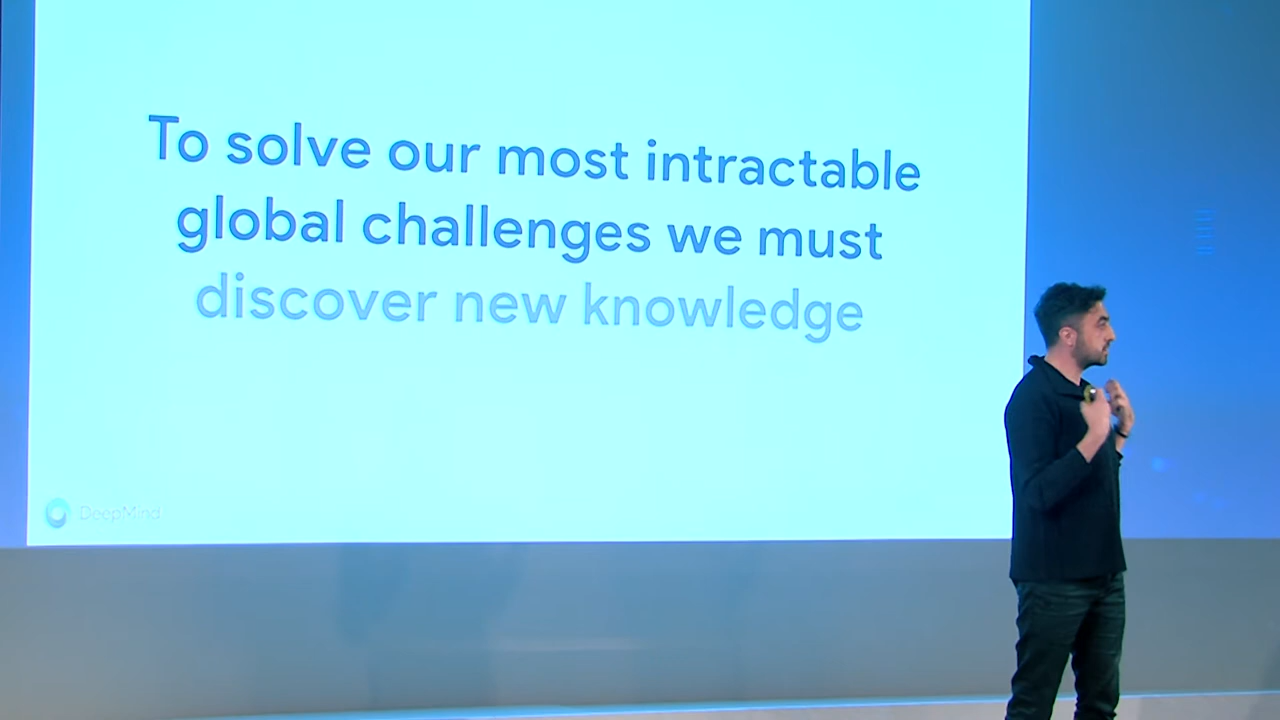 To solve our most intractable
global challenges we must
discover new knowledge
DeepMind